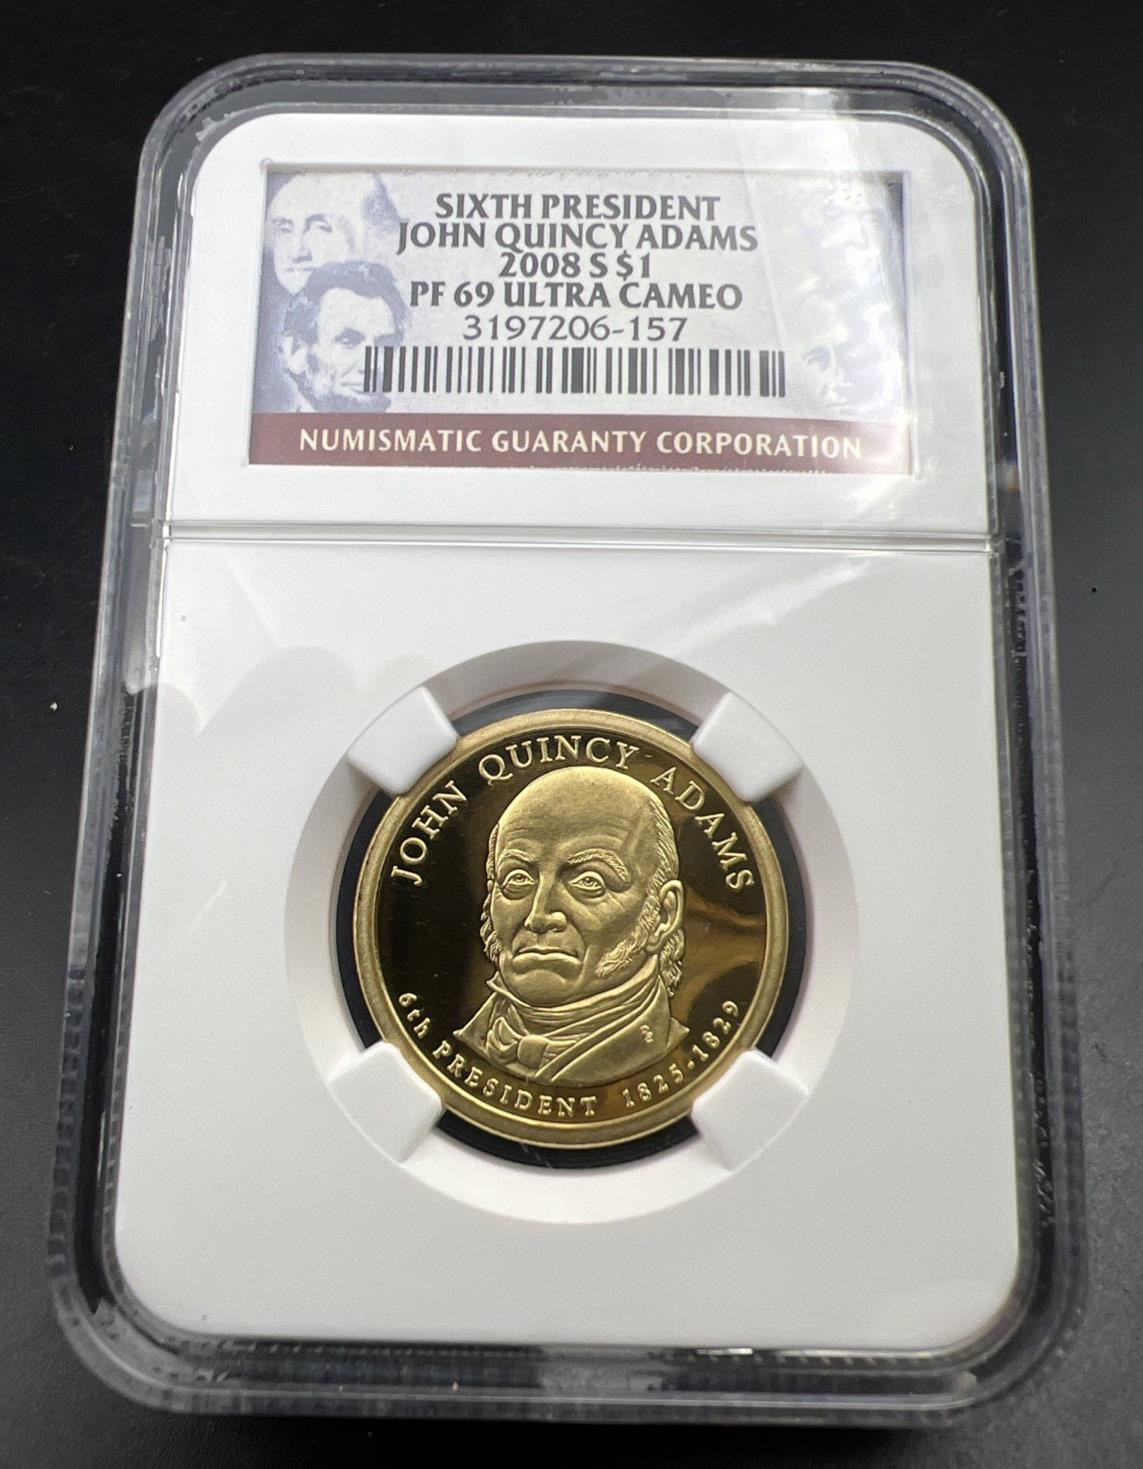 SIXTH PRESIDENT
JOHN QUINCY ADAMS
2008 S $1
PF 69 ULTRA CAMEO
3197206-157
NUMISMATIC GUARANTY CORPORATION
JOHN QUINCY ADAMS
6th PRESIDENT 1825-1829